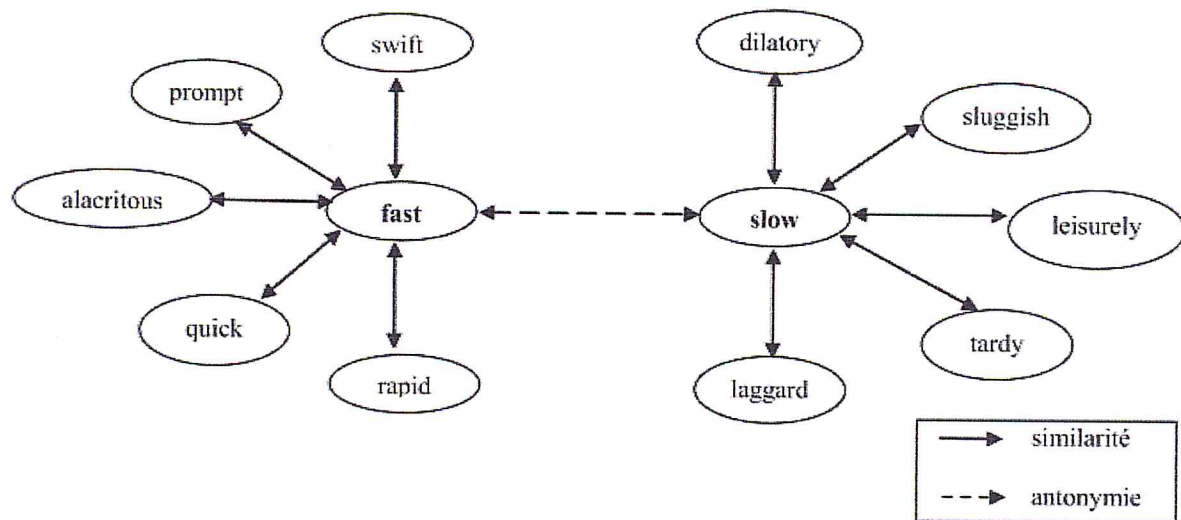 swift
dilatory
prompt
sluggish
alacritous
fast
slow
leisurely
quick
tardy
rapid
laggard
similarité
antonymie